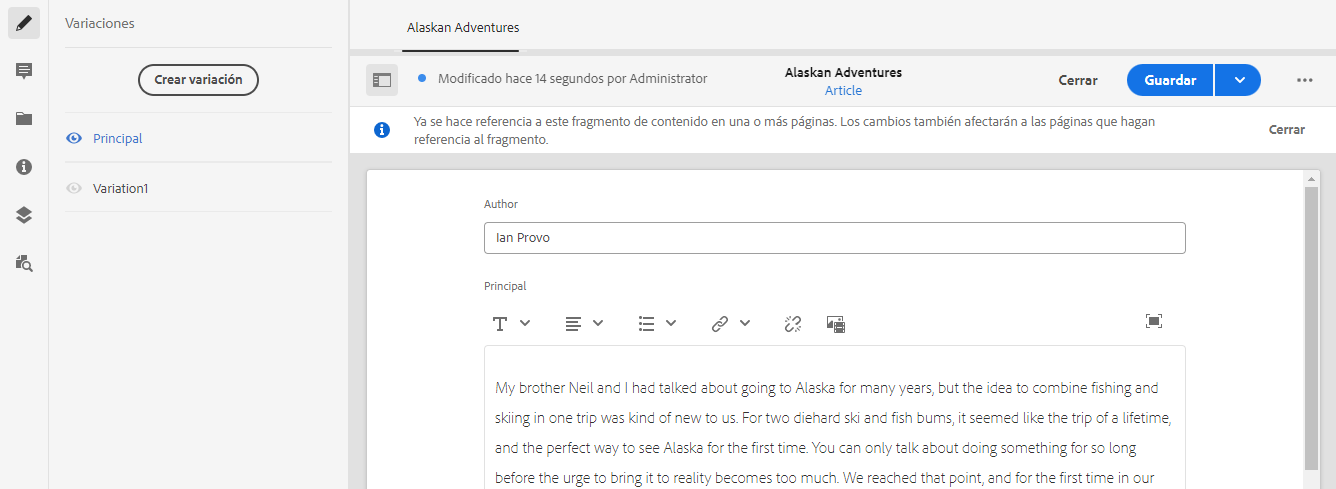 Variaciones
Crear variación
Principal
Variation1
Alaskan Adventures
Modificado hace 14 segundos por Administrator
Alaskan Adventures
Article
Cerrar
Guardar
Ya se hace referencia a este fragmento de contenido en una o más páginas. Los cambios también afectarán a las páginas que hagan
referencia al fragmento.
Cerrar
Author
Ian Provo
Principal
My brother Neil and I had talked about going to Alaska for many years, but the idea to combine fishing and
skiing in one trip was kind of new to us. For two diehard ski and fish bums, it seemed like the trip of a lifetime,
and the perfect way to see Alaska for the first time. You can only talk about doing something for so long
before the urge to bring it to reality becomes too much. We reached that point, and for the first time in our